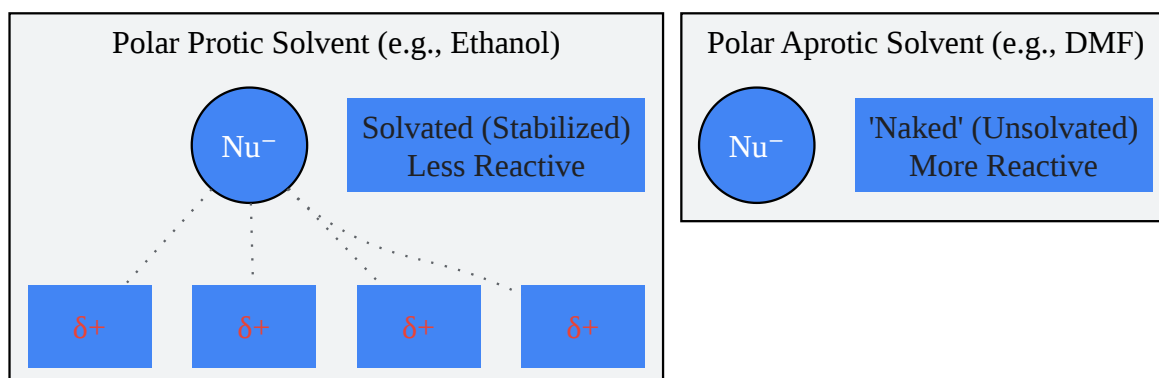 Polar Protic Solvent (e.g., Ethanol)
Nu⁻
Solvated (Stabilized)
Less Reactive
δ+
δ+
δ+
δ+
Polar Aprotic Solvent (e.g., DMF)
Nu⁻
'Naked' (Unsolvated)
More Reactive